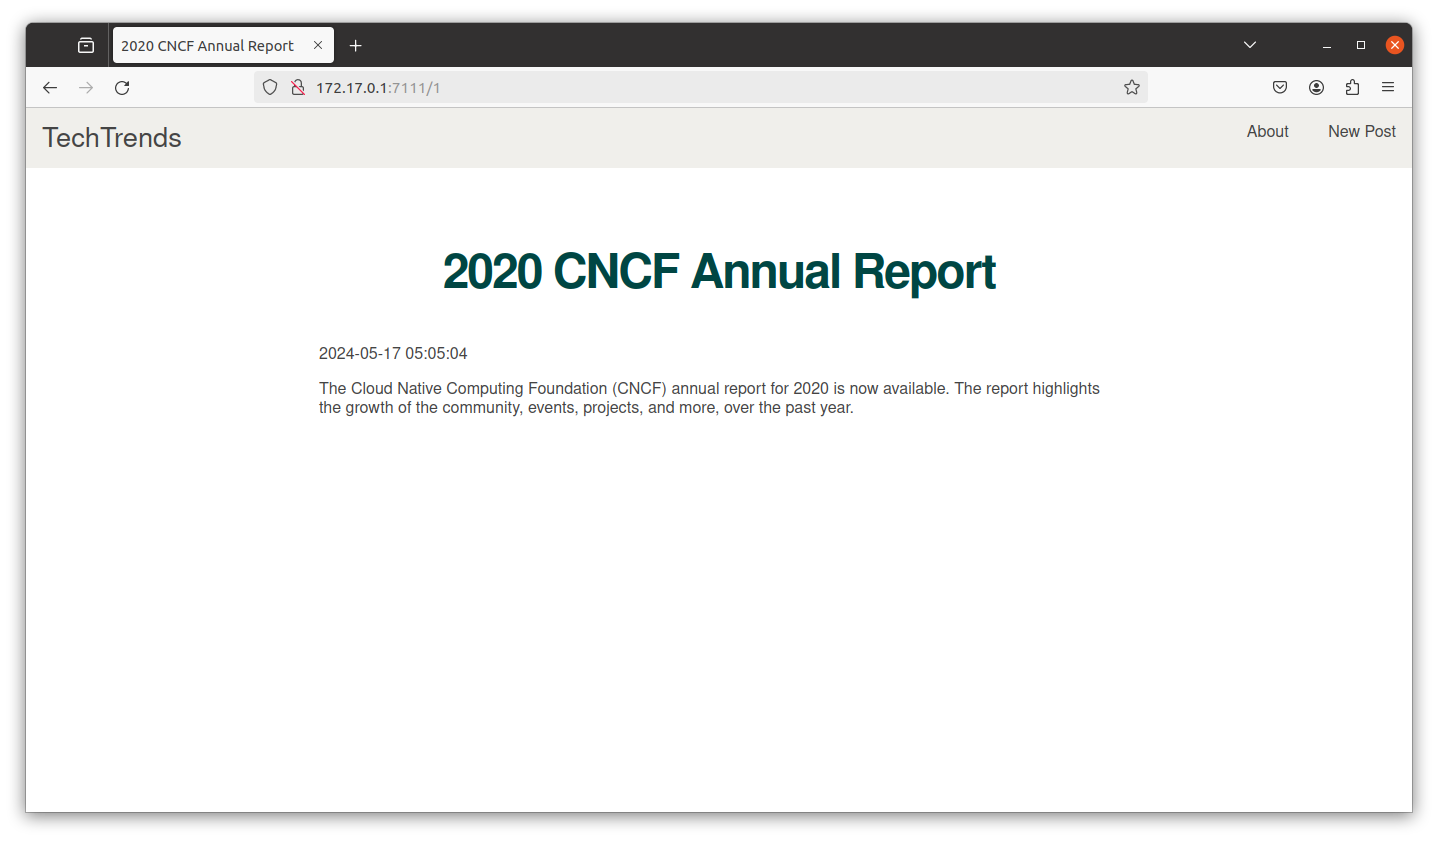 2020 CNCF Annual Report
172.17.0.1:7111/1
TechTrends
About
New Post
2020 CNCF Annual Report
2024-05-17 05:05:04
The Cloud Native Computing Foundation (CNCF) annual report for 2020 is now available. The report highlights
the growth of the community, events, projects, and more, over the past year.